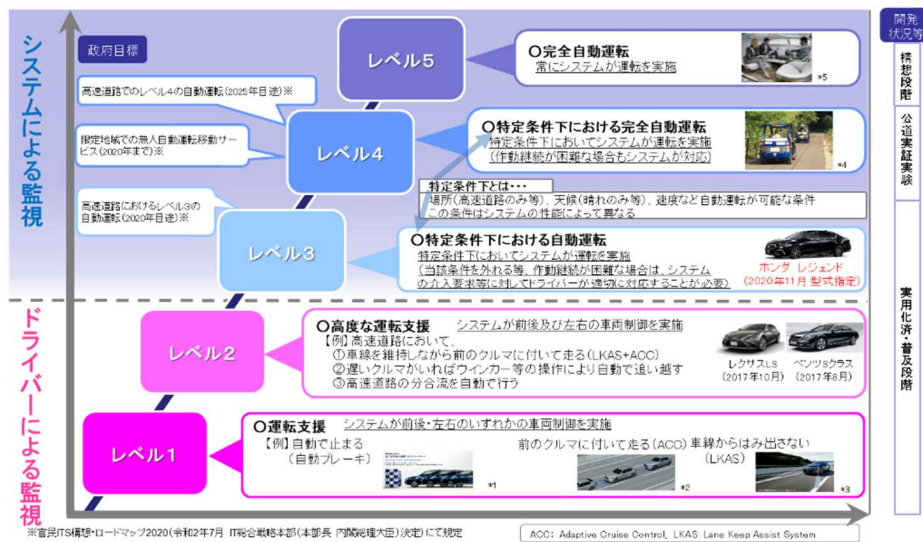 政府目標
開発
状況等
システムによる監視
ドライバーによる監視
レベル5
〇完全自動運転
常にシステムが運転を実施
*5
構想段階
高速道路でのレベル4の自動運転(2025年目途)※
限定地域での無人自動運転移動サー
ビス(2020年まで)※
レベル4
〇特定条件下における完全自動運転
特定条件下においてシステムが運転を実施
(作動継続が困難な場合もシステムが対応)
*4
公道実証実験
特定条件下とは・・・
場所(高速道路のみ等)、天候(晴れのみ等)、速度など自動運転が可能な条件
この条件はシステムの性能によって異なる
高速道路におけるレベル3の
自動運転(2020年目途)※
レベル3
〇特定条件下における自動運転
特定条件下においてシステムが運転を実施
(当該条件を外れる等、作動継続が困難な場合は、システム
の介入要求等に対してドライバーが適切に対応することが必要)
ホンダ レジェンド
(2020年11月 型式指定)
実用化済・普及段階
レベル2
〇高度な運転支援 システムが前後及び左右の車両制御を実施
【例】高速道路において、
①車線を維持しながら前のクルマに付いて走る(LKAS+ACC)
②遅いクルマがいればウインカー等の操作により自動で追い越す
③高速道路の分合流を自動で行う
レクサスLS
(2017年10月)
ベンツSクラス
(2017年8月)
レベル1
〇運転支援 システムが前後・左右のいずれかの車両制御を実施
【例】自動で止まる
(自動ブレーキ)
*1
前のクルマに付いて走る(ACC)
*2
車線からはみ出さない
(LKAS)
*3
※官民ITS構想・ロードマップ2020(令和2年7月 IT総合戦略本部(本部長 内閣総理大臣)決定)にて規定
ACC: Adaptive Cruise Control, LKAS: Lane Keep Assist System